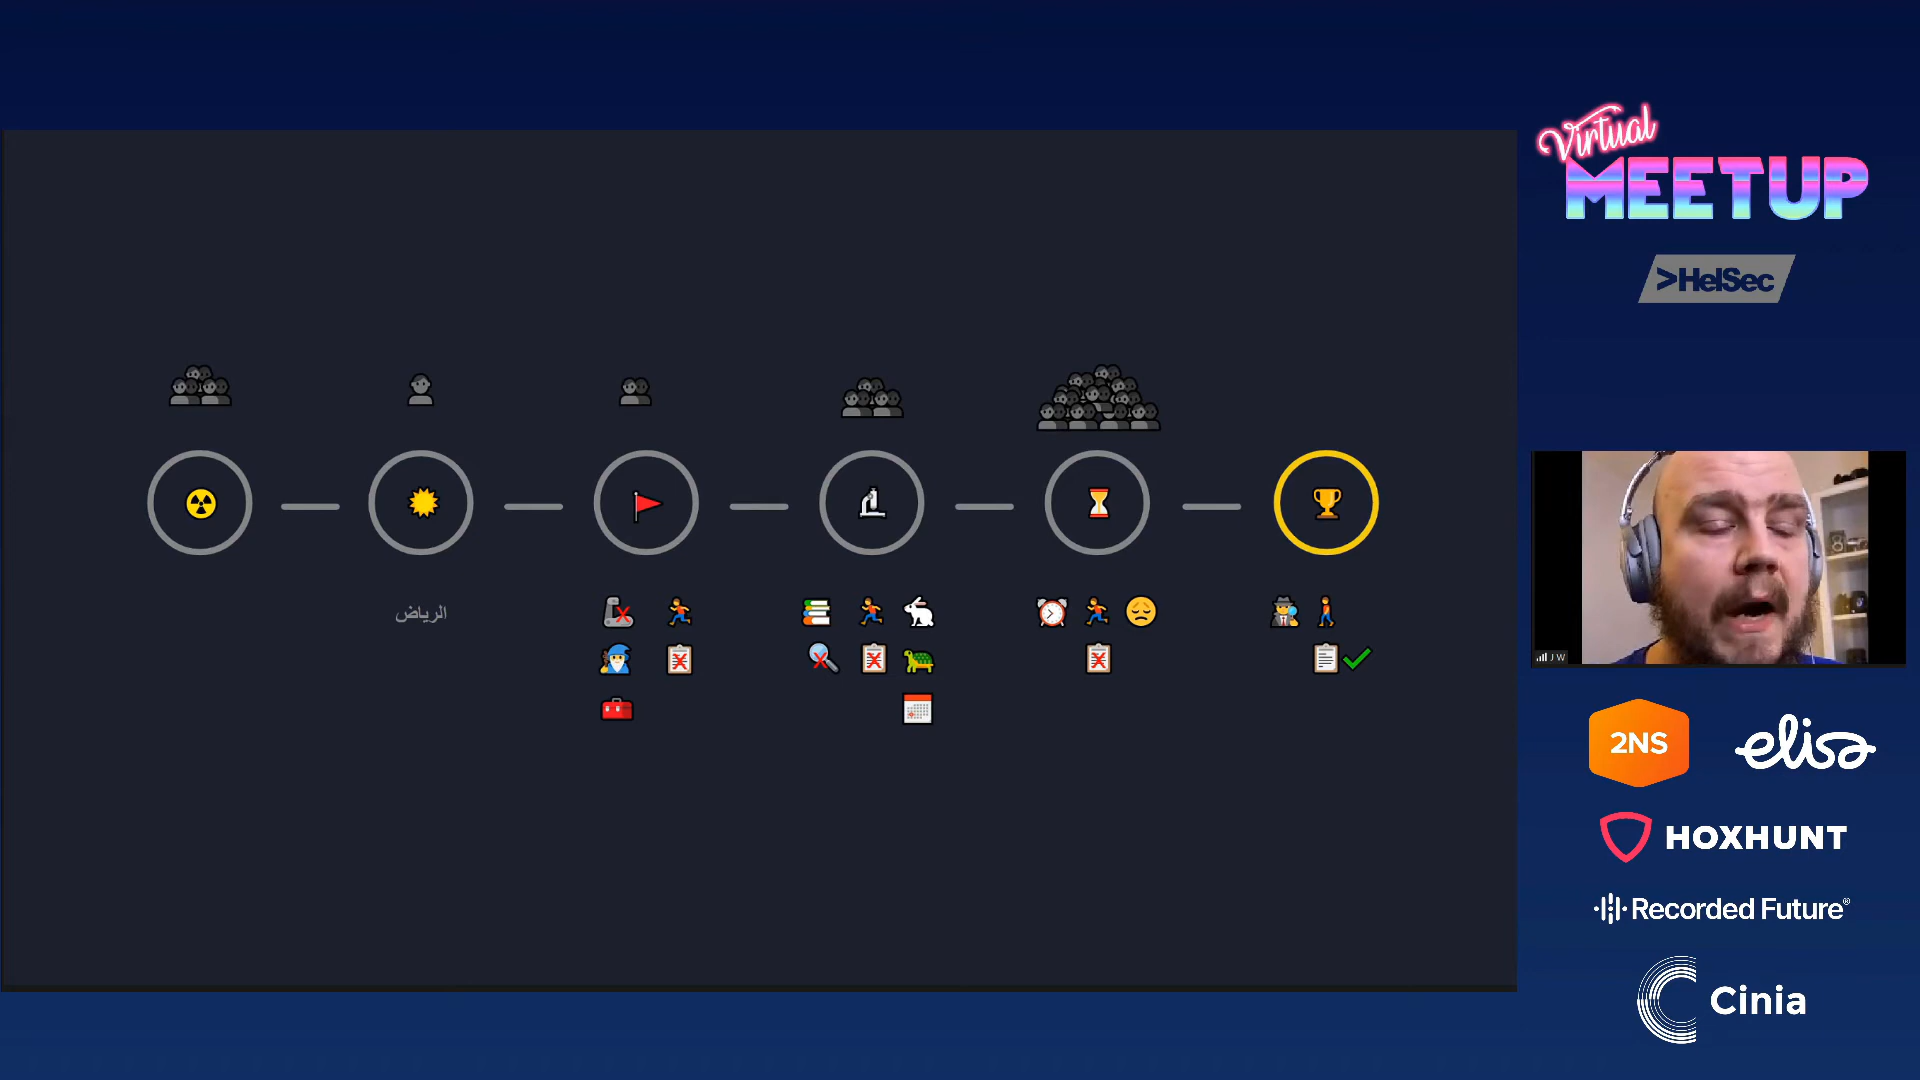 Virtual
MEETUP
>HelSec
الرياض
J W
2NS
elisa
HOXHUNT
Recorded Future®
Cinia